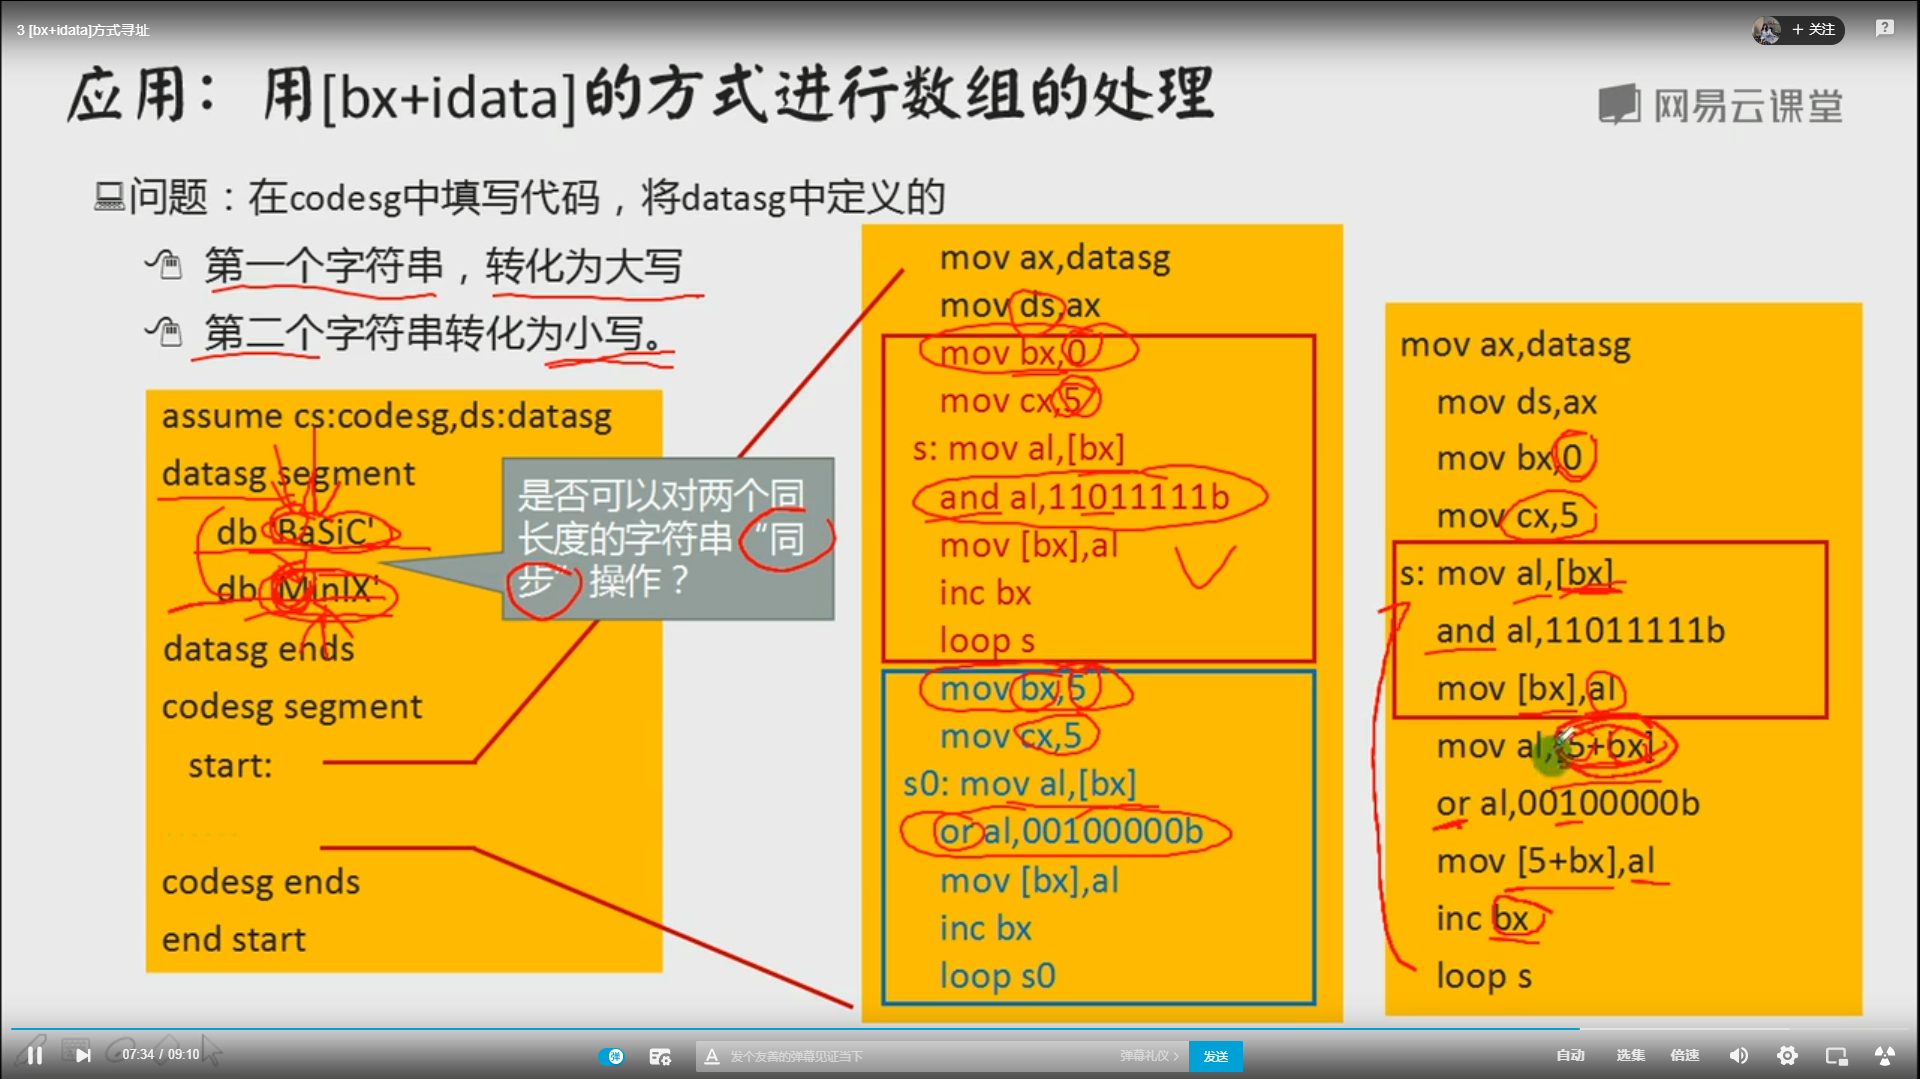 3 [bx+idata]方式寻址
+ 关注
应用：用[bx+idata]的方式进行数组的处理
网易云课堂
问题：在codesg中填写代码，将datasg中定义的
第一个字符串，转化为大写
第二个字符串转化为小写。
assume cs:codesg,ds:datasg
datasg segment
db 'BaSiC'
db 'MinIX'
datasg ends
codesg segment
start:
......
codesg ends
end start
是否可以对两个同
长度的字符串“同
步”操作？
mov ax,datasg
mov ds,ax
mov bx,0
mov cx,5
s: mov al,[bx]
and al,11011111b
mov [bx],al
inc bx
loop s
mov bx,5
mov cx,5
s0: mov al,[bx]
or al,00100000b
mov [bx],al
inc bx
loop s0
mov ax,datasg
mov ds,ax
mov bx,0
mov cx,5
s: mov al,[bx]
and al,11011111b
mov [bx],al
mov al,[5+bx]
or al,00100000b
mov [5+bx],al
inc bx
loop s
07:34 / 09:10
弹
A 发个友善的弹幕见证当下
弹幕礼仪 >
发送
自动
选集
倍速